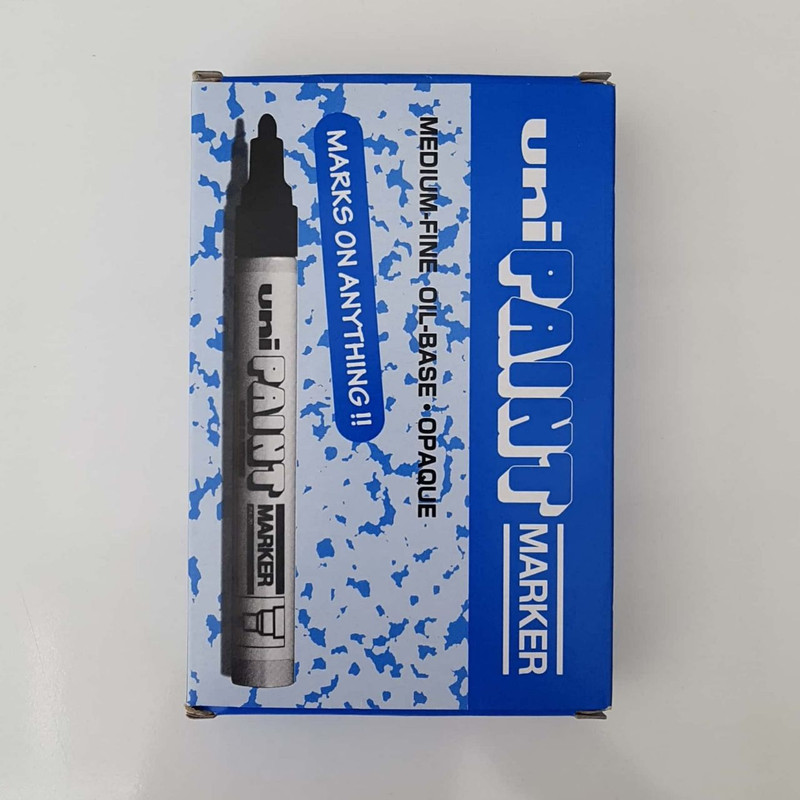 uni PAINT MARKER
MEDIUM-FINE OIL-BASE • OPAQUE
MARKS ON ANYTHING !!
uni PAINT MARKER